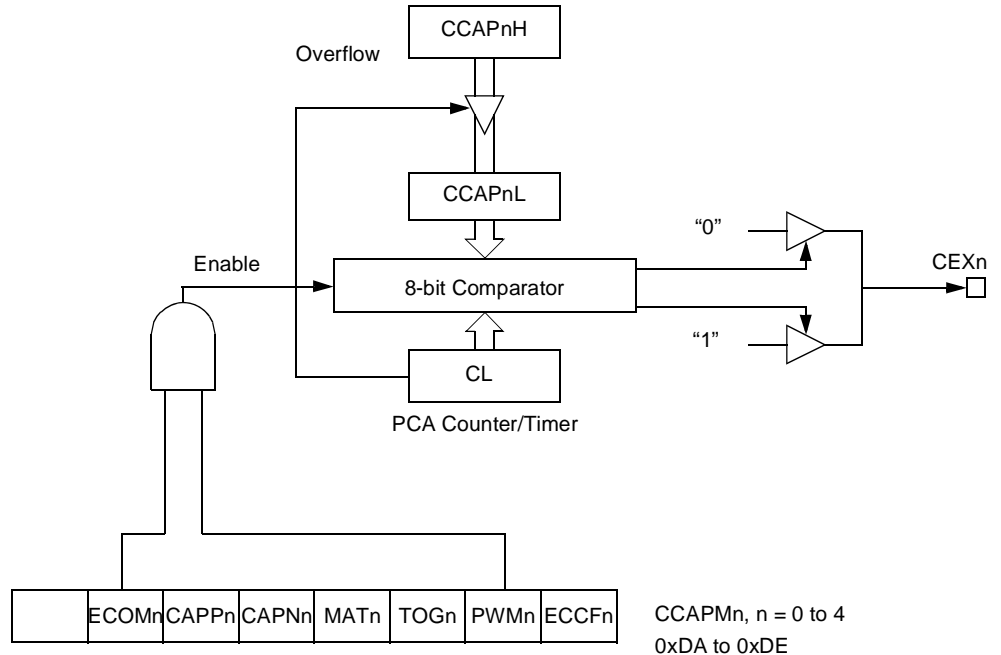 CCAPnH
Overflow
CCAPnL
“0”
Enable
8-bit Comparator
CEXn
“1”
CL
PCA Counter/Timer
ECOMn CAPPn CAPNn MATn TOGn PWMn ECCFn
CCAPMn, n = 0 to 4
0xDA to 0xDE